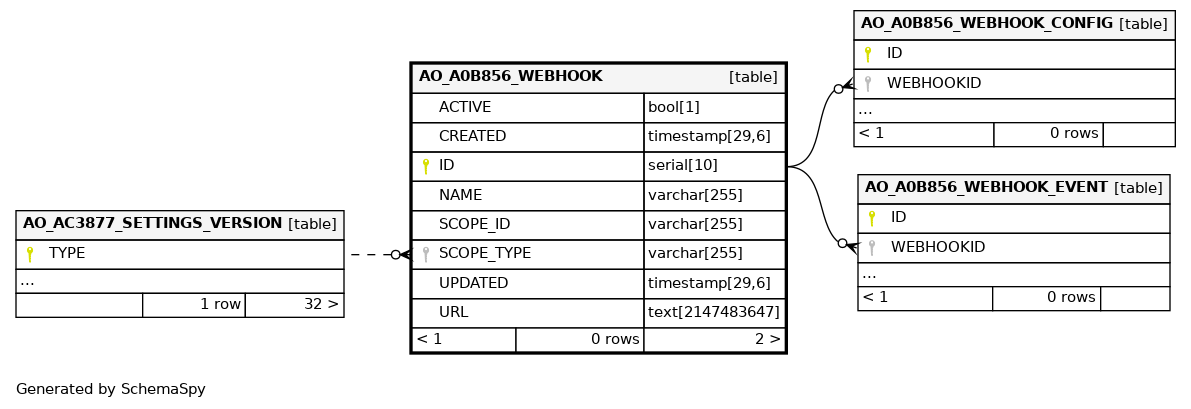 AO_AC3877_SETTINGS_VERSION [table]
TYPE
...
1 row 32 >
AO_A0B856_WEBHOOK [table]
ACTIVE bool[1]
CREATED timestamp[29,6]
ID serial[10]
NAME varchar[255]
SCOPE_ID varchar[255]
SCOPE_TYPE varchar[255]
UPDATED timestamp[29,6]
URL text[2147483647]
< 1 0 rows 2 >
AO_A0B856_WEBHOOK_CONFIG [table]
ID
WEBHOOKID
...
< 1 0 rows
AO_A0B856_WEBHOOK_EVENT [table]
ID
WEBHOOKID
...
< 1 0 rows
Generated by SchemaSpy